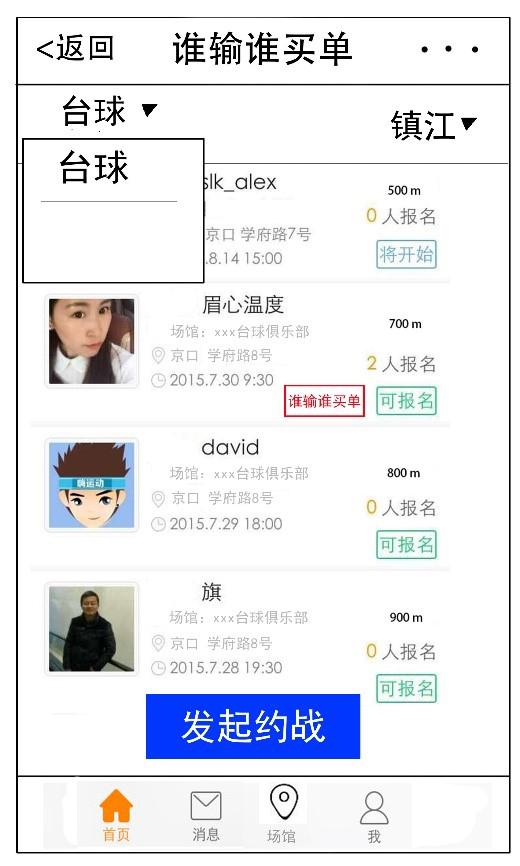 <返回 谁输谁买单 ...
台球 镇江
台球
slk_alex 500 m
0 人报名
京口 学府路7号
.8.14 15:00 将开始
眉心温度
场馆：xxx台球俱乐部 700 m
京口 学府路8号 2 人报名
2015.7.30 9:30
谁输谁买单 可报名
david
场馆：xxx台球俱乐部 800 m
京口 学府路8号 0 人报名
嗨运动
2015.7.29 18:00
可报名
旗
场馆：xxx台球俱乐部 900 m
京口 学府路8号 0 人报名
2015.7.28 19:30
可报名
发起约战
首页 消息 场馆 我